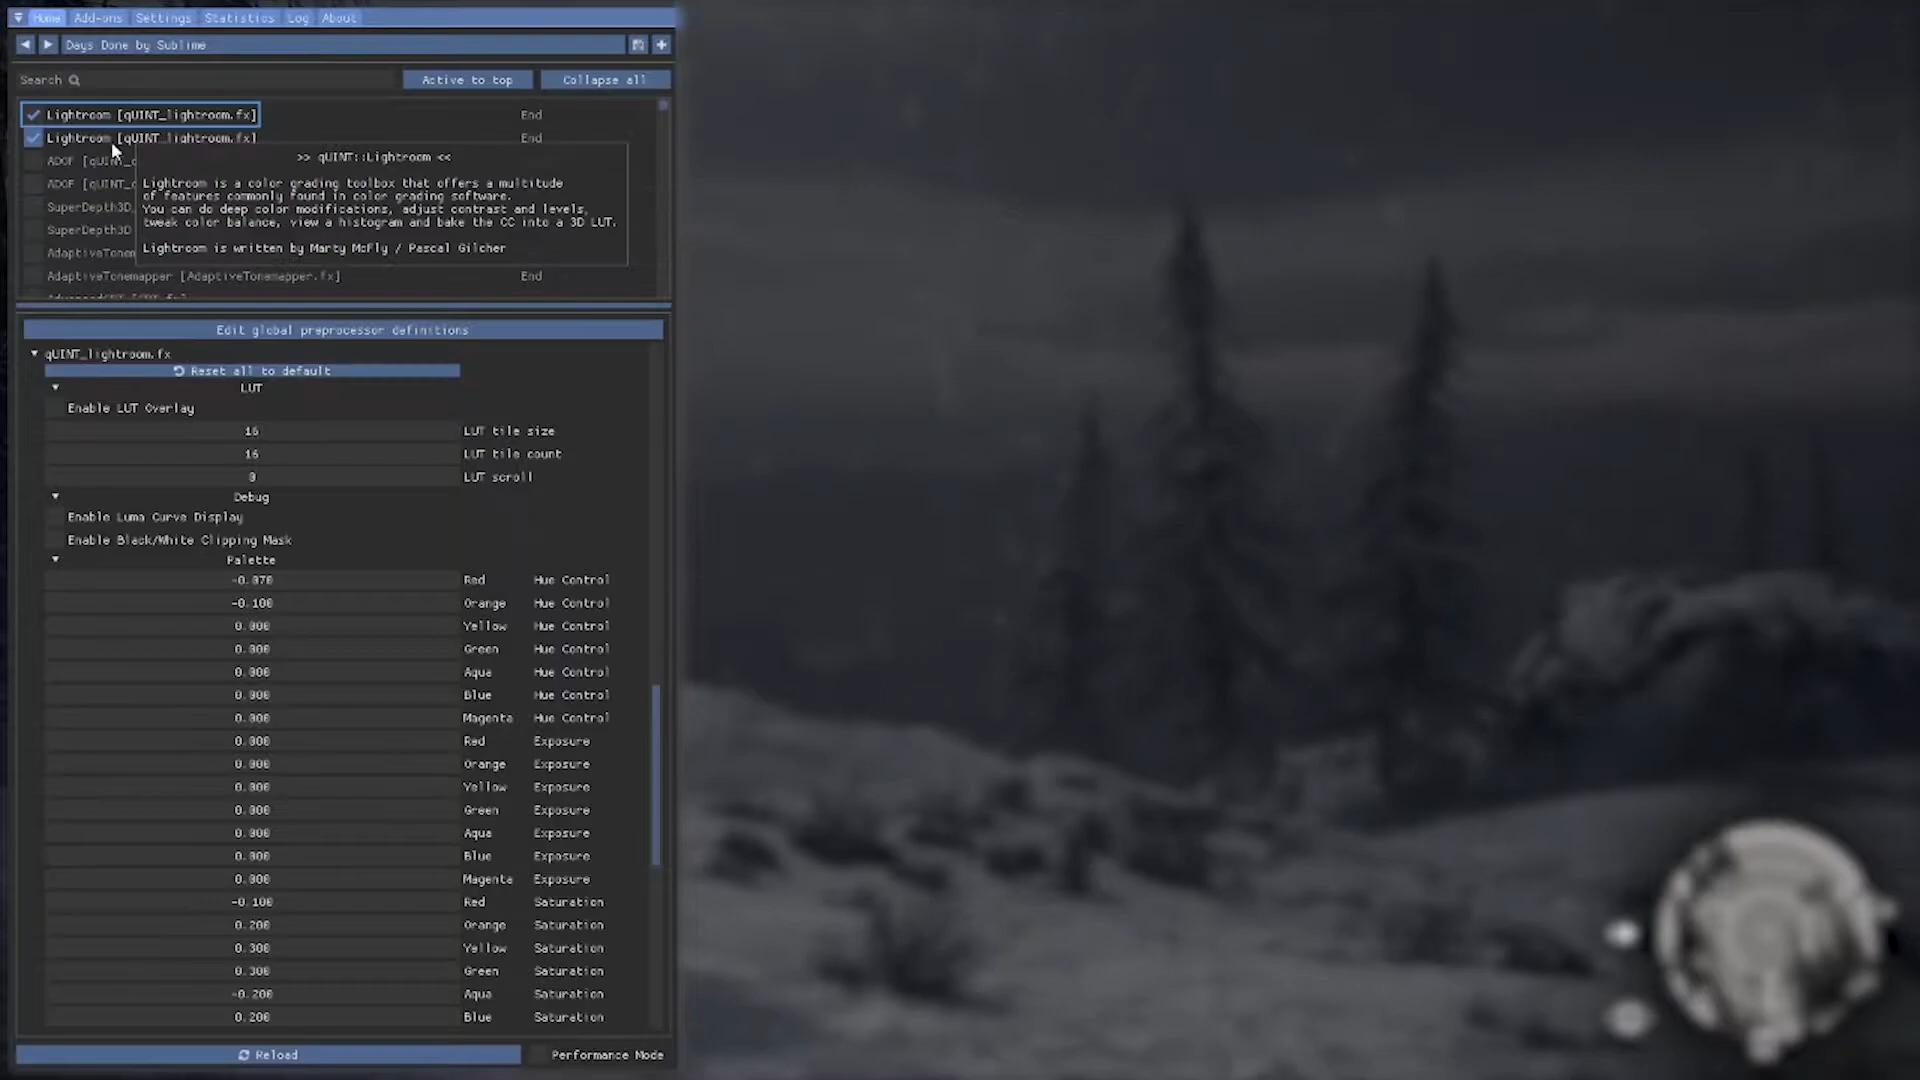 Home Add-ons Settings Statistics Log About
Days Done by Sublime
Search Active to top Collapse all
Lightroom [qUINT_lightroom.fx] End
Lightroom [qUINT_lightroom.fx] End
ADOF [qUINT_
>> qUINT::Lightroom <<
ADOF [qUINT_
Lightroom is a color grading toolbox that offers a multitude
of features commonly found in color grading software.
SuperDepth3D
You can do deep color modifications, adjust contrast and levels,
SuperDepth3D
tweak color balance, view a histogram and bake the CC into a 3D LUT.
AdaptiveTonem
Lightroom is written by Marty McFly / Pascal Gilcher
AdaptiveTonemapper [AdaptiveTonemapper.fx] End
Edit global preprocessor definitions
qUINT_lightroom.fx
Reset all to default
LUT
Enable LUT Overlay
16 LUT tile size
16 LUT tile count
0 LUT scroll
Debug
Enable Luma Curve Display
Enable Black/White Clipping Mask
Palette
-0.070 Red Hue Control
-0.100 Orange Hue Control
0.000 Yellow Hue Control
0.000 Green Hue Control
0.000 Aqua Hue Control
0.000 Blue Hue Control
0.000 Magenta Hue Control
0.000 Red Exposure
0.000 Orange Exposure
0.000 Yellow Exposure
0.000 Green Exposure
0.000 Aqua Exposure
0.000 Blue Exposure
0.000 Magenta Exposure
-0.100 Red Saturation
0.200 Orange Saturation
0.300 Yellow Saturation
0.300 Green Saturation
-0.200 Aqua Saturation
0.200 Blue Saturation
Reload Performance Mode